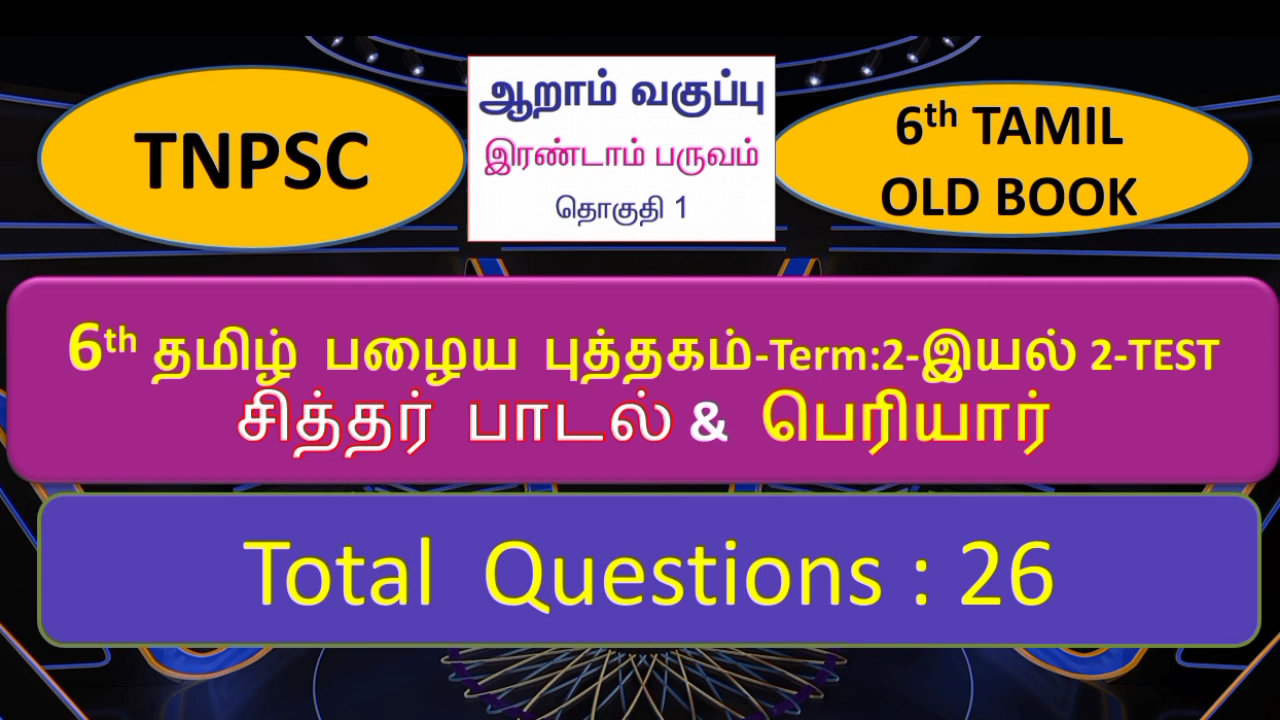 TNPSC
ஆறாம் வகுப்பு
இரண்டாம் பருவம்
தொகுதி 1
6th TAMIL
OLD BOOK
6th தமிழ் பழைய புத்தகம்-Term:2-இயல் 2-TEST
சித்தர் பாடல் & பெரியார்
Total Questions : 26